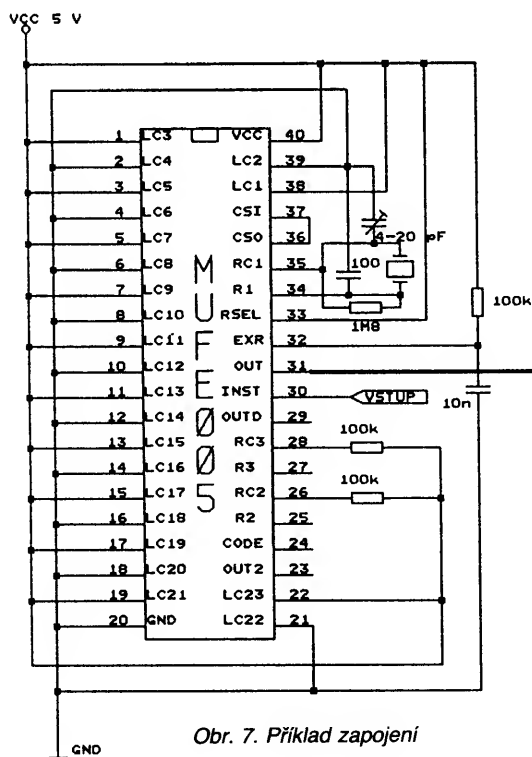 VCC 5 V
1 LC3 VCC 40
2 LC4 LC2 39
3 LC5 LC1 38
4 LC6 CSI 37
5 LC7 CSO 36
6 LC8 RC1 35
7 LC9 R1 34
8 LC10 RSEL 33
9 LC11 EXR 32
10 LC12 OUT 31
11 LC13 INST 30
12 LC14 OUTD 29
13 LC15 RC3 28
14 LC16 R3 27
15 LC17 RC2 26
16 LC18 R2 25
17 LC19 CODE 24
18 LC20 OUT2 23
19 LC21 LC23 22
20 GND LC22 21
MUFE005
4-20 pF
100
1M8
100k
10n
VSTUP
100k
100k
GND
Obr. 7. Příklad zapojení